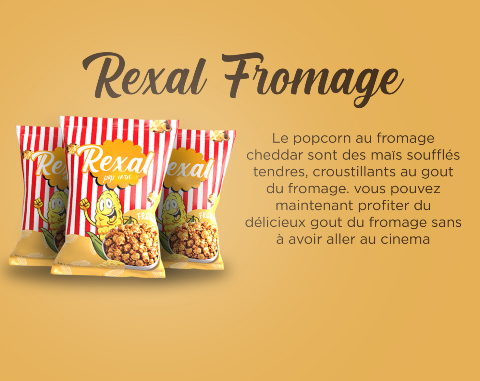 Rexal Fromage
Le popcorn au fromage
cheddar sont des maïs soufflés
tendres, croustillants au gout
du fromage. vous pouvez
maintenant profiter du
délicieux gout du fromage sans
à avoir aller au cinema
Rexal
pop corn